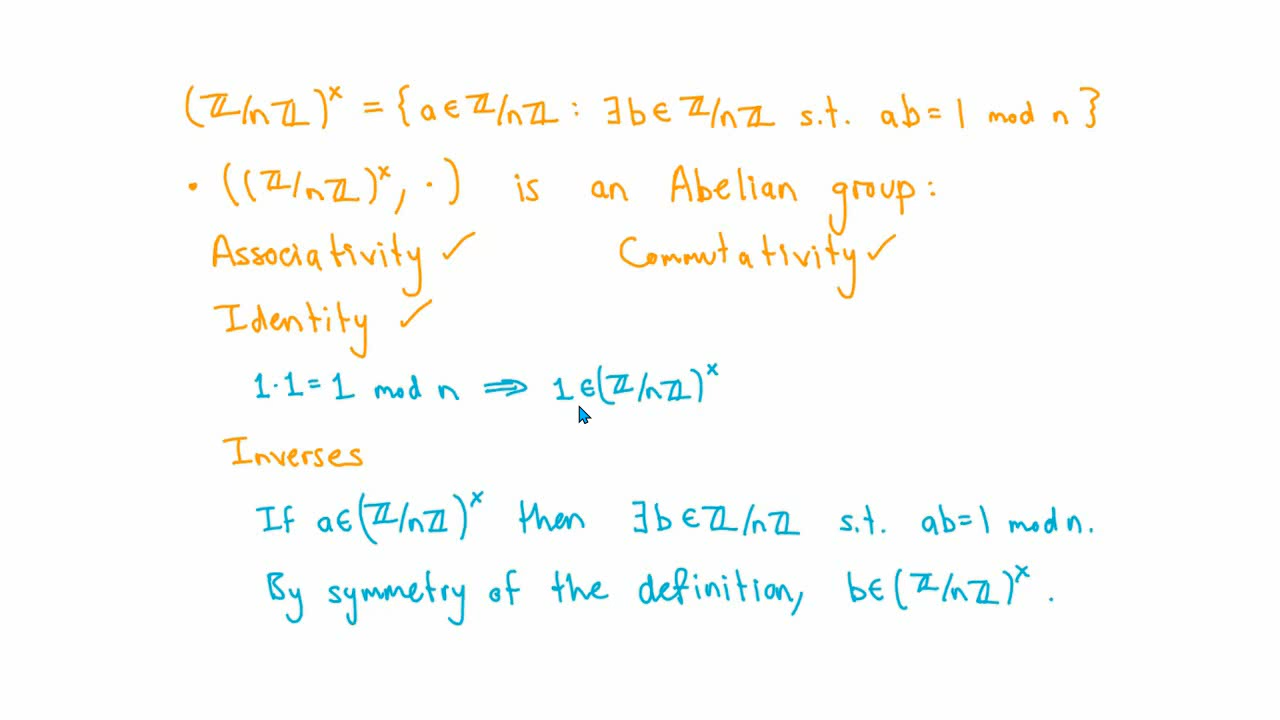 (ℤ/nℤ)ˣ = {a∈ℤ/nℤ : ∃b∈ℤ/nℤ s.t. ab=1 mod n}
• ((ℤ/nℤ)ˣ, ·) is an Abelian group:
Associativity ✓ Commutativity ✓
Identity ✓
1·1=1 mod n ⇒ 1∈(ℤ/nℤ)ˣ
Inverses
If a∈(ℤ/nℤ)ˣ then ∃b∈ℤ/nℤ s.t. ab=1 mod n.
By symmetry of the definition, b∈(ℤ/nℤ)ˣ.